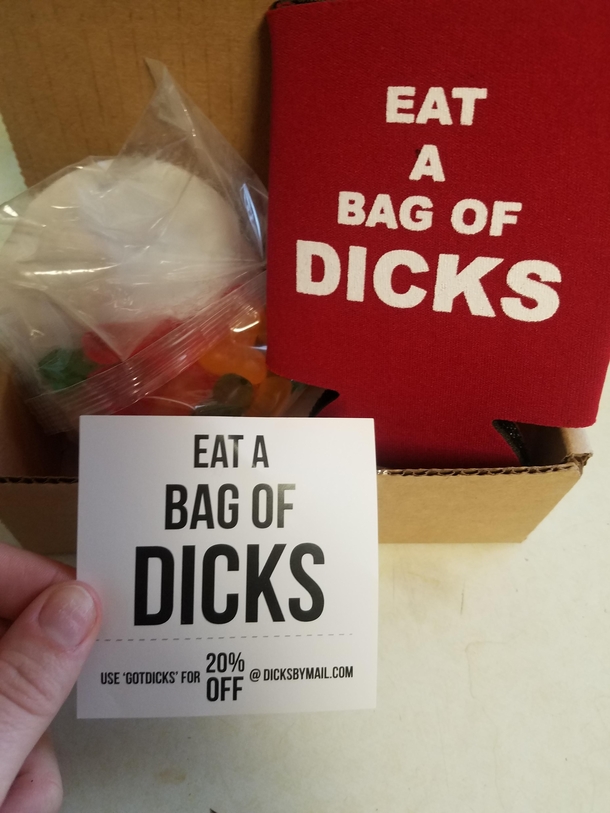 EAT
A
BAG OF
DICKS
EAT A
BAG OF
DICKS
USE 'GOTDICKS' FOR 20% OFF @ DICKSBYMAIL.COM